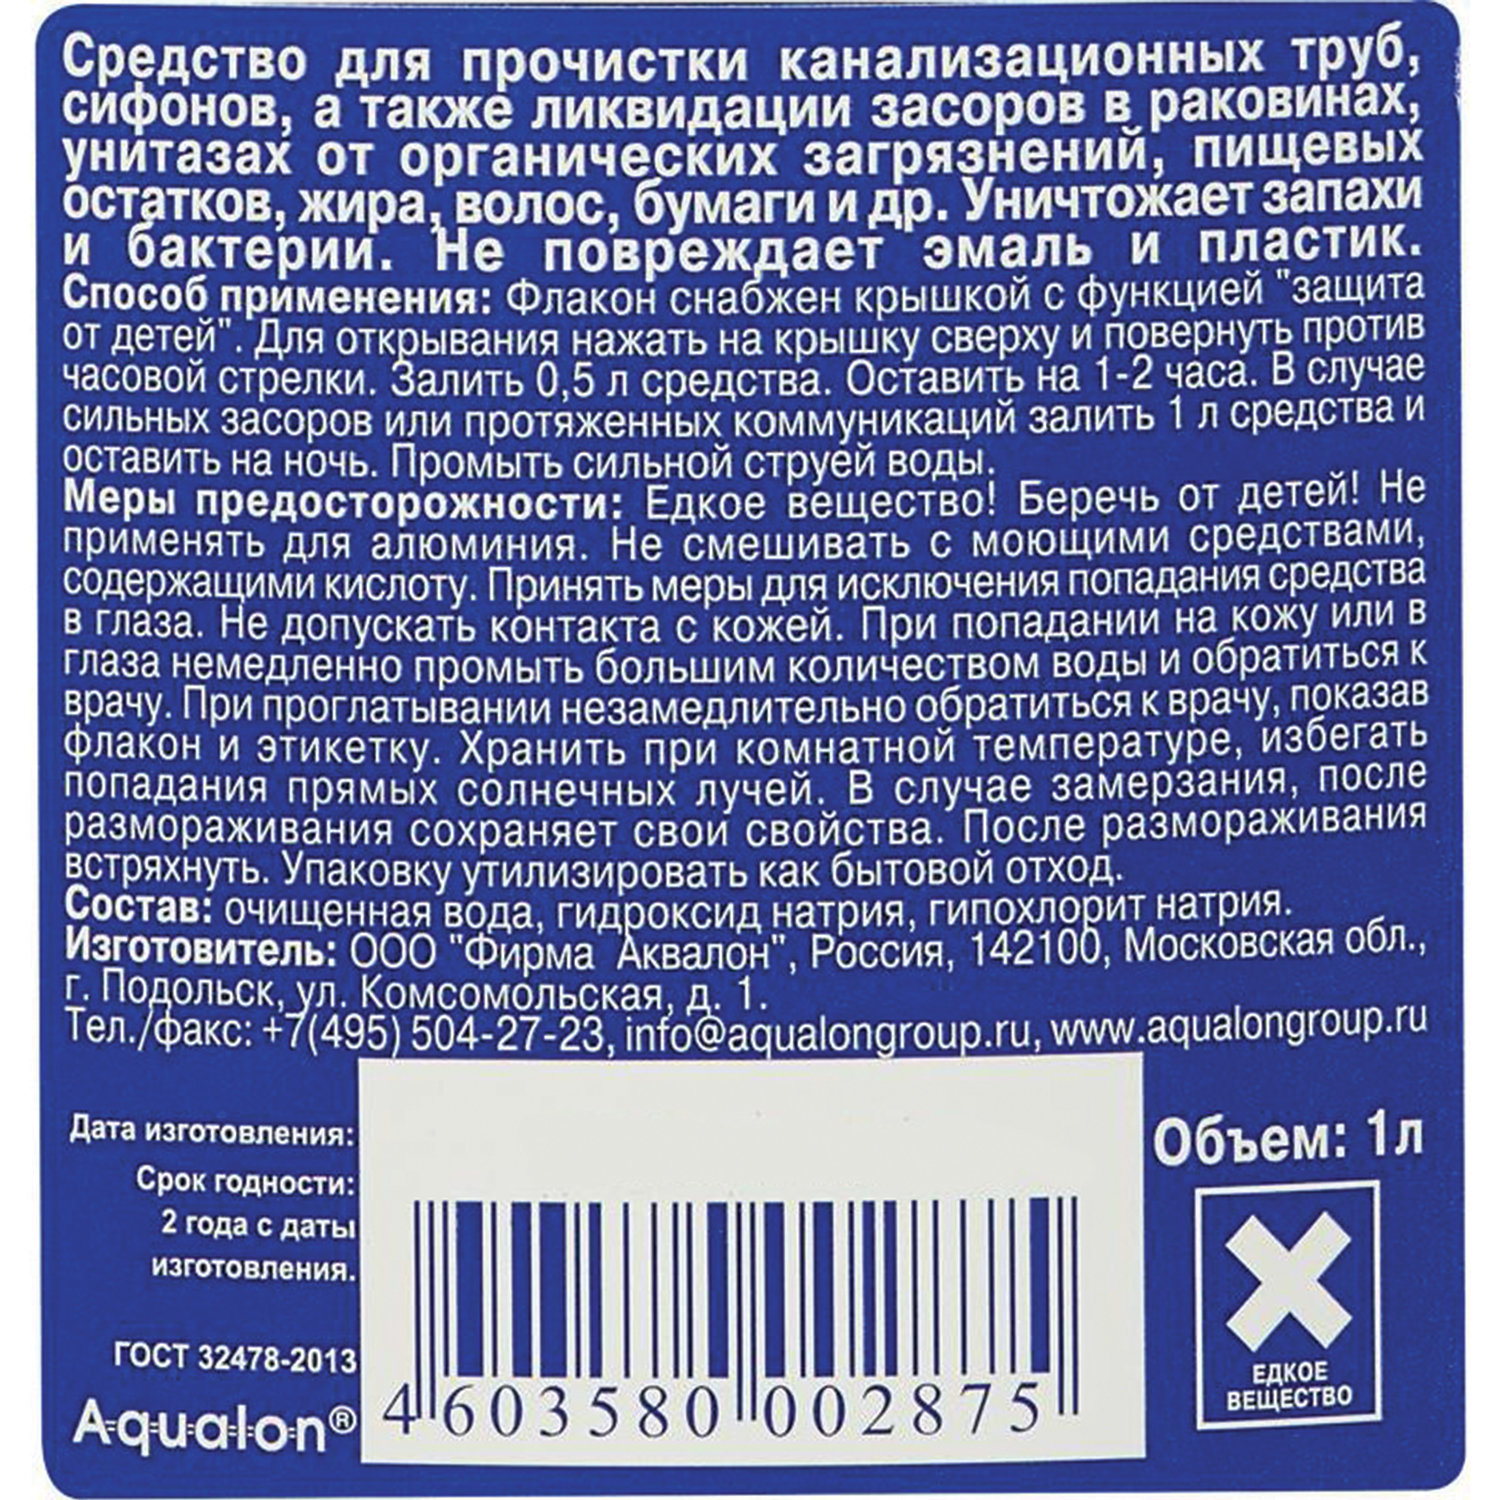 Средство для прочистки канализационных труб,
сифонов, а также ликвидации засоров в раковинах,
унитазах от органических загрязнений, пищевых
остатков, жира, волос, бумаги и др. Уничтожает запахи
и бактерии. Не повреждает эмаль и пластик.
Способ применения: Флакон снабжен крышкой с функцией "защита
от детей". Для открывания нажать на крышку сверху и повернуть против
часовой стрелки. Залить 0,5 л средства. Оставить на 1-2 часа. В случае
сильных засоров или протяженных коммуникаций залить 1 л средства и
оставить на ночь. Промыть сильной струей воды.
Меры предосторожности: Едкое вещество! Беречь от детей! Не
применять для алюминия. Не смешивать с моющими средствами,
содержащими кислоту. Принять меры для исключения попадания средства
в глаза. Не допускать контакта с кожей. При попадании на кожу или в
глаза немедленно промыть большим количеством воды и обратиться к
врачу. При проглатывании незамедлительно обратиться к врачу, показав
флакон и этикетку. Хранить при комнатной температуре, избегать
попадания прямых солнечных лучей. В случае замерзания, после
размораживания сохраняет свои свойства. После размораживания
встряхнуть. Упаковку утилизировать как бытовой отход.
Состав: очищенная вода, гидроксид натрия, гипохлорит натрия.
Изготовитель: ООО "Фирма Аквалон", Россия, 142100, Московская обл.,
г. Подольск, ул. Комсомольская, д. 1.
Тел./факс: +7(495) 504-27-23, info@aqualongroup.ru, www.aqualongroup.ru
Дата изготовления:
Срок годности:
2 года с даты
изготовления.
ГОСТ 32478-2013
Aqualon®
4 603580 002875
Объем: 1л
ЕДКОЕ
ВЕЩЕСТВО